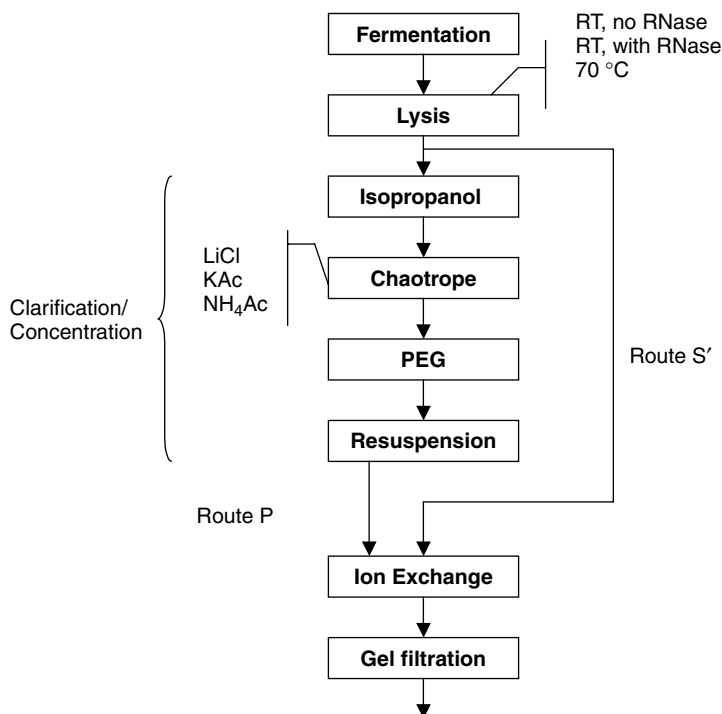 Fermentation
RT, no RNase
RT, with RNase
70 °C
Lysis
Isopropanol
LiCl
KAc
NH₄Ac
Chaotrope
Clarification/
Concentration
PEG
Route S′
Resuspension
Route P
Ion Exchange
Gel filtration